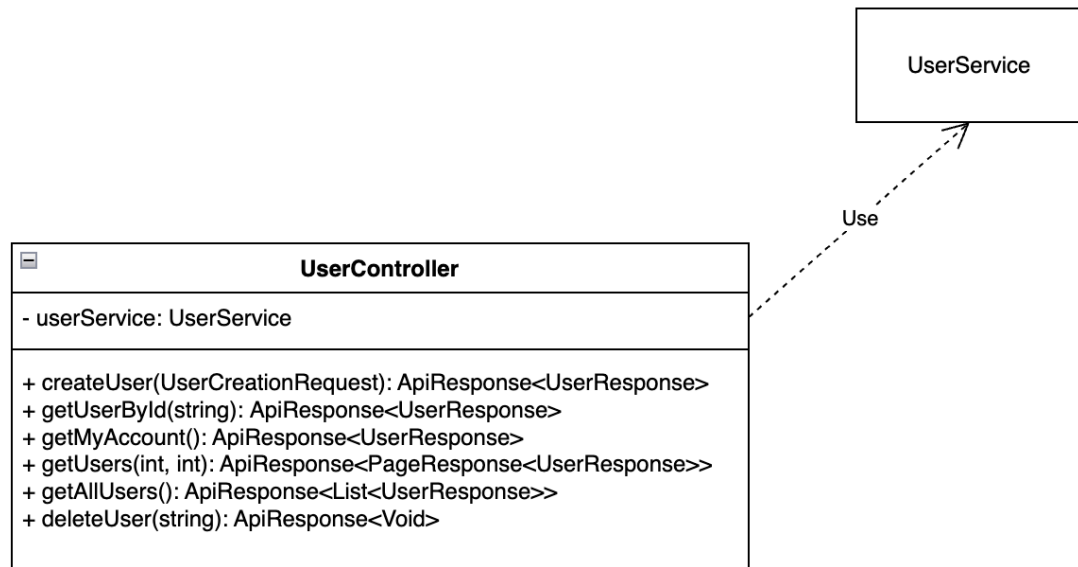 UserService
Use
UserController
- userService: UserService
+ createUser(UserCreationRequest): ApiResponse<UserResponse>
+ getUserById(string): ApiResponse<UserResponse>
+ getMyAccount(): ApiResponse<UserResponse>
+ getUsers(int, int): ApiResponse<PageResponse<UserResponse>>
+ getAllUsers(): ApiResponse<List<UserResponse>>
+ deleteUser(string): ApiResponse<Void>